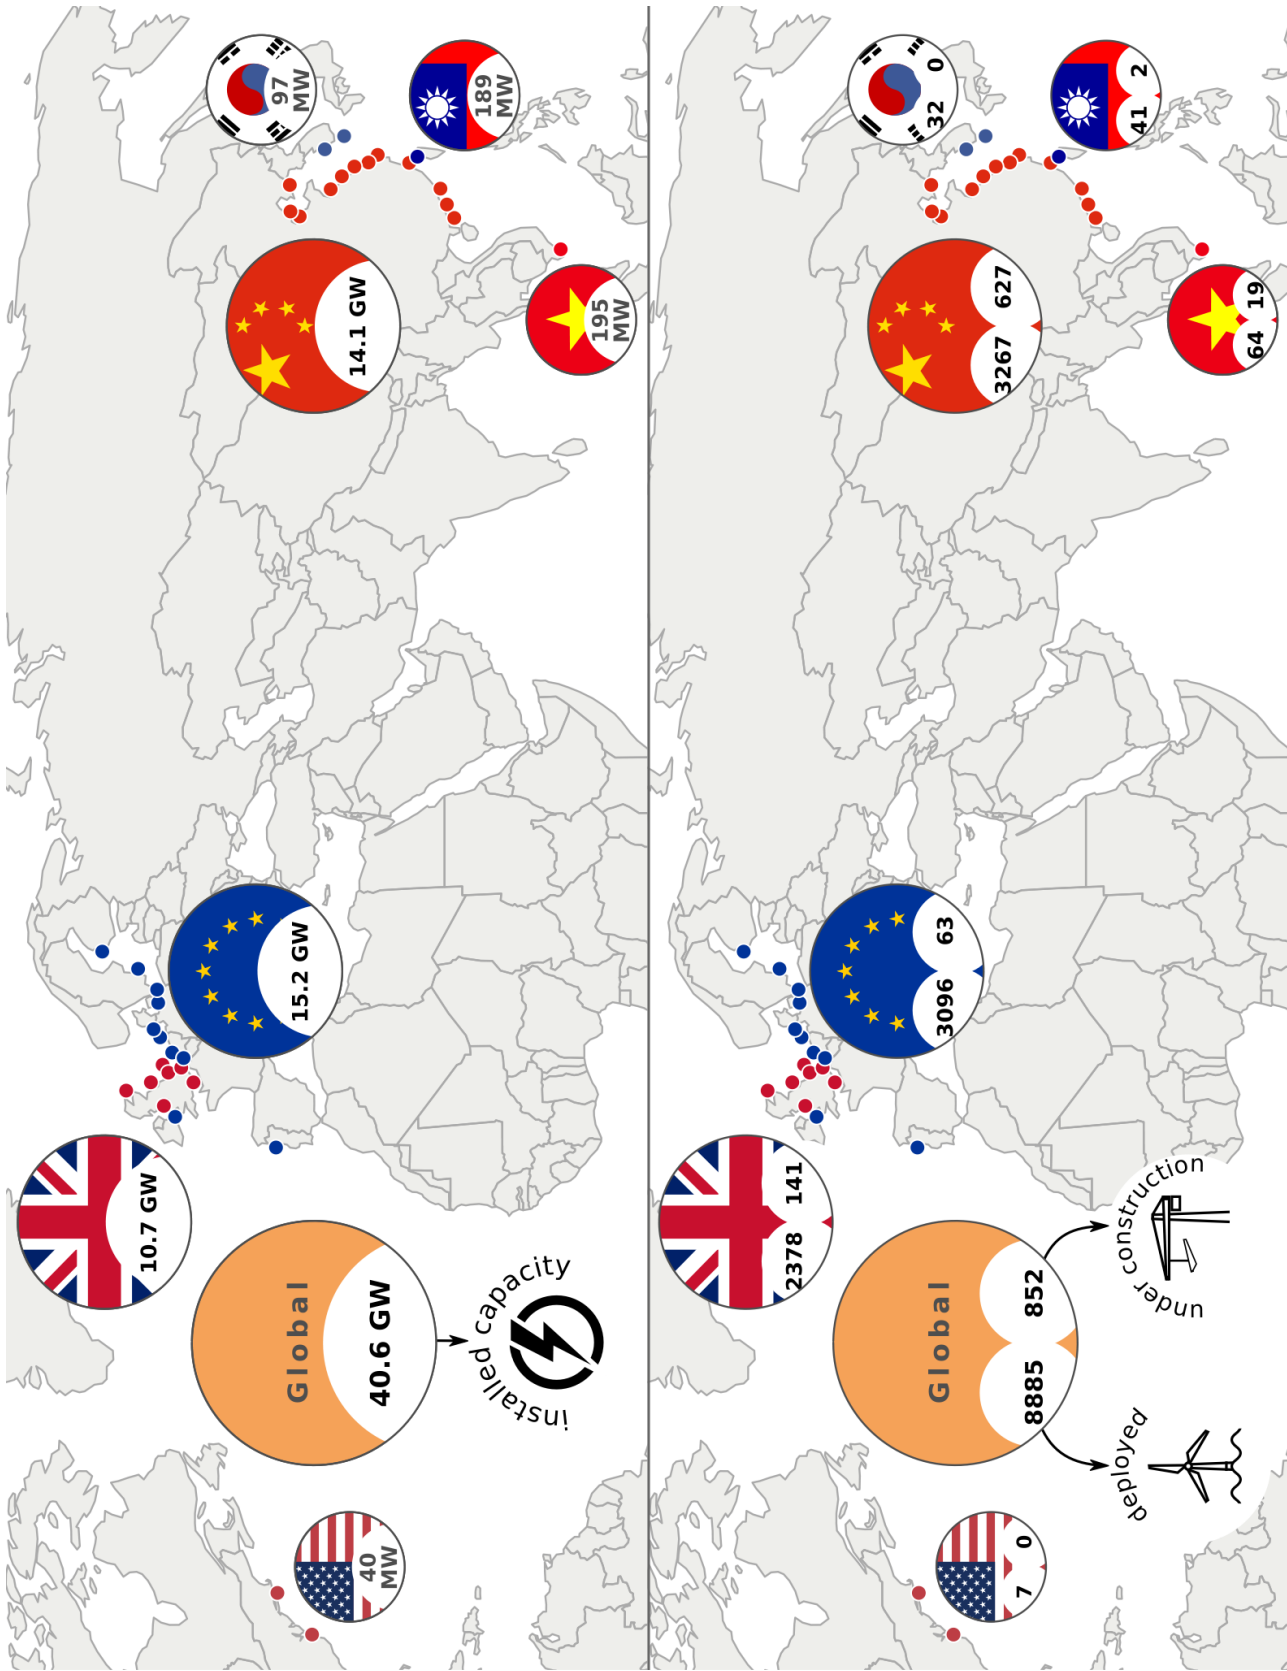 40
MW
Global
40.6 GW
installed capacity
10.7 GW
15.2 GW
14.1 GW
195
MW
97
MW
189
MW
7
0
Global
8885
852
deployed
under construction
2378
141
3096
63
3267
627
64
19
32
0
41
2